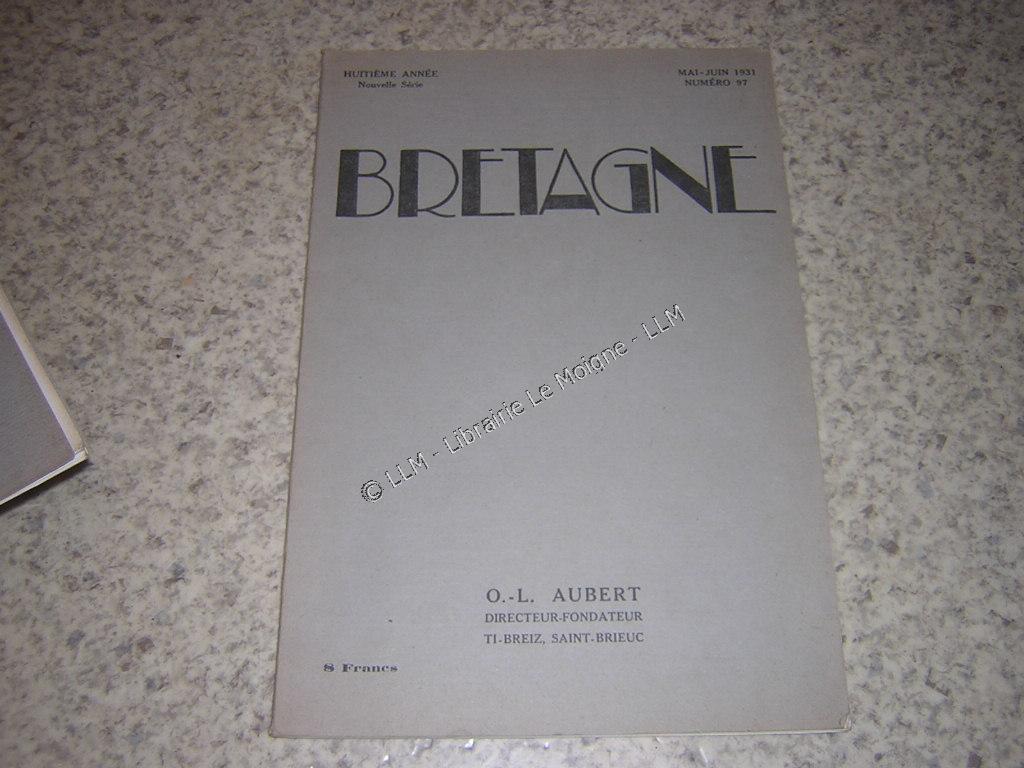 HUITIÈME ANNÉE
Nouvelle Série
MAI-JUIN 1931
NUMÉRO 97
BRETAGNE
© LLM - Librairie Le Moigne - LLM
O.-L. AUBERT
DIRECTEUR-FONDATEUR
TI-BREIZ, SAINT-BRIEUC
8 Francs